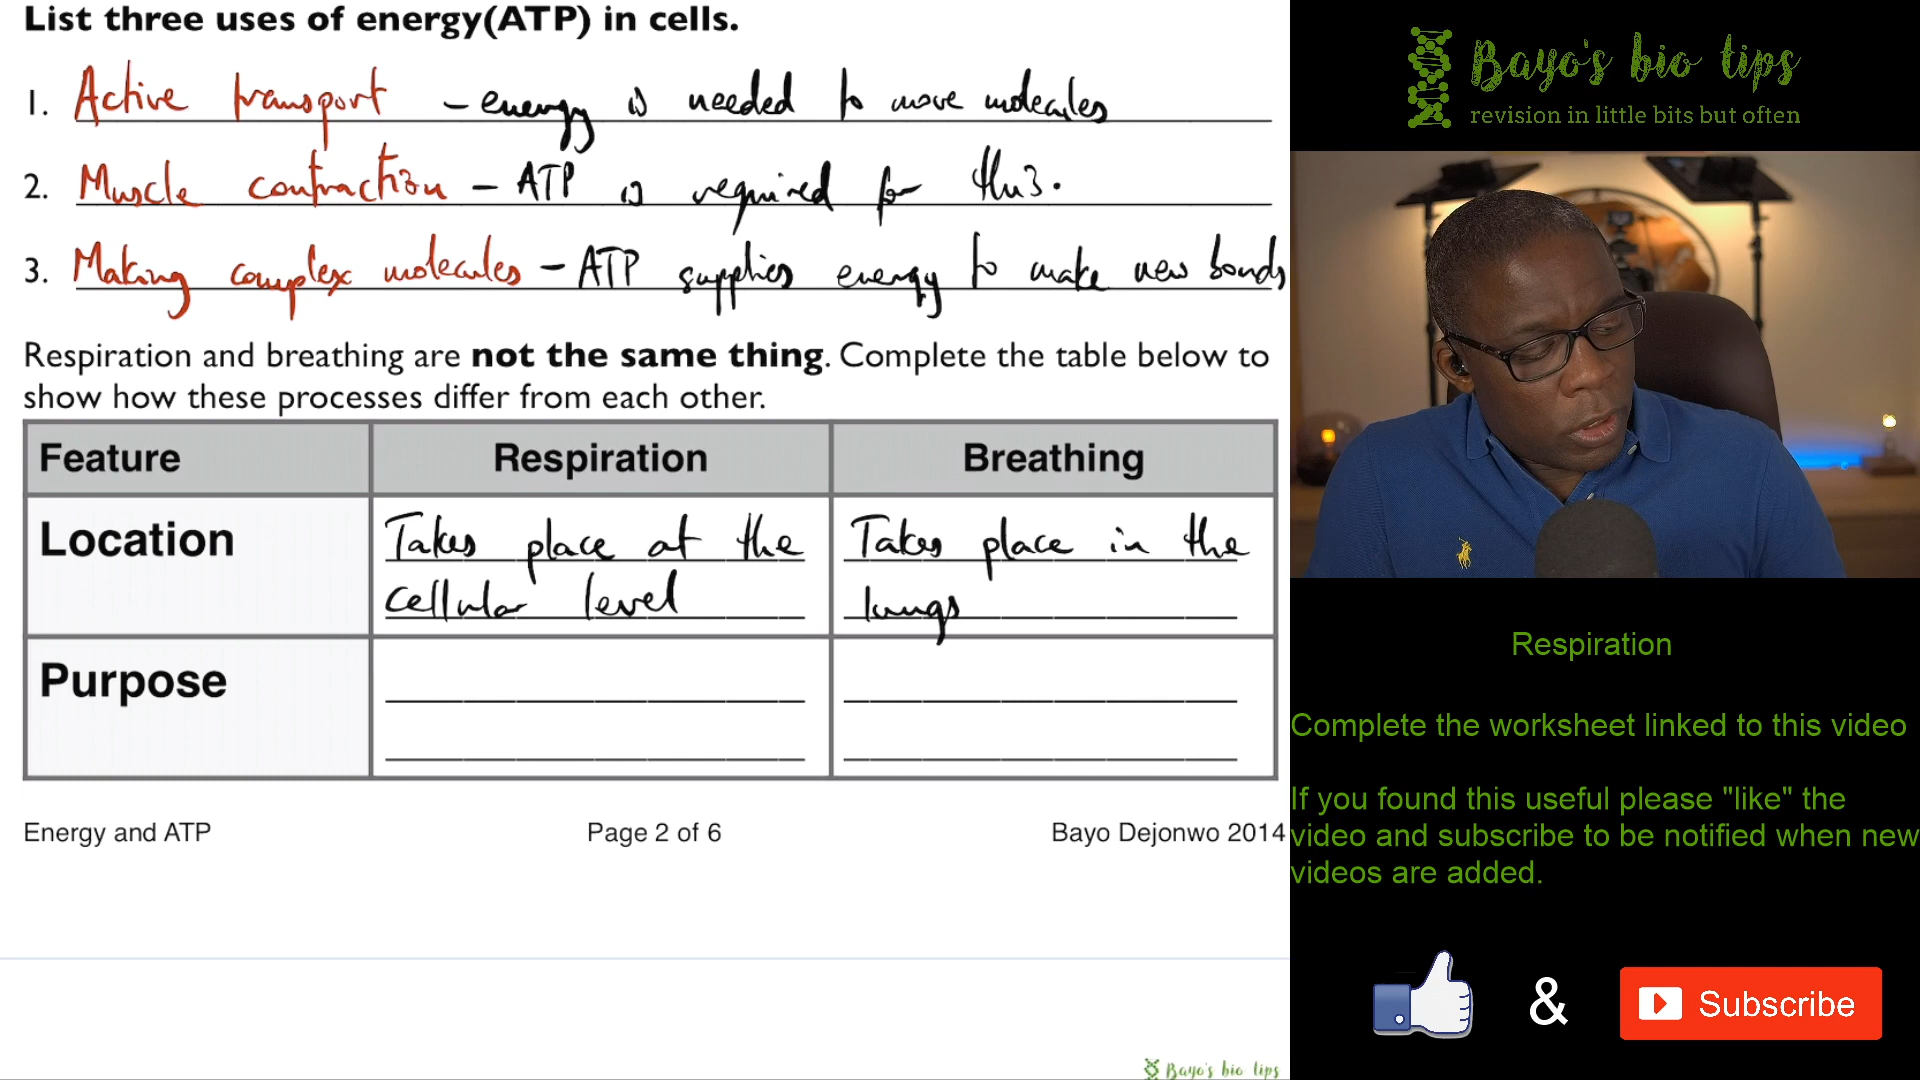 List three uses of energy(ATP) in cells.
1. Active transport – energy is needed to move molecules
2. Muscle contraction – ATP is required for this.
3. Making complex molecules – ATP supplies energy to make new bonds
Respiration and breathing are not the same thing. Complete the table below to
show how these processes differ from each other.
Feature Respiration Breathing
Location
Takes place at the
cellular level
Takes place in the
lungs
Purpose
Energy and ATP Page 2 of 6 Bayo Dejonwo 2014
Bayo's bio tips
Bayo's bio tips
revision in little bits but often
Respiration
Complete the worksheet linked to this video
If you found this useful please "like" the
video and subscribe to be notified when new
videos are added.
& Subscribe